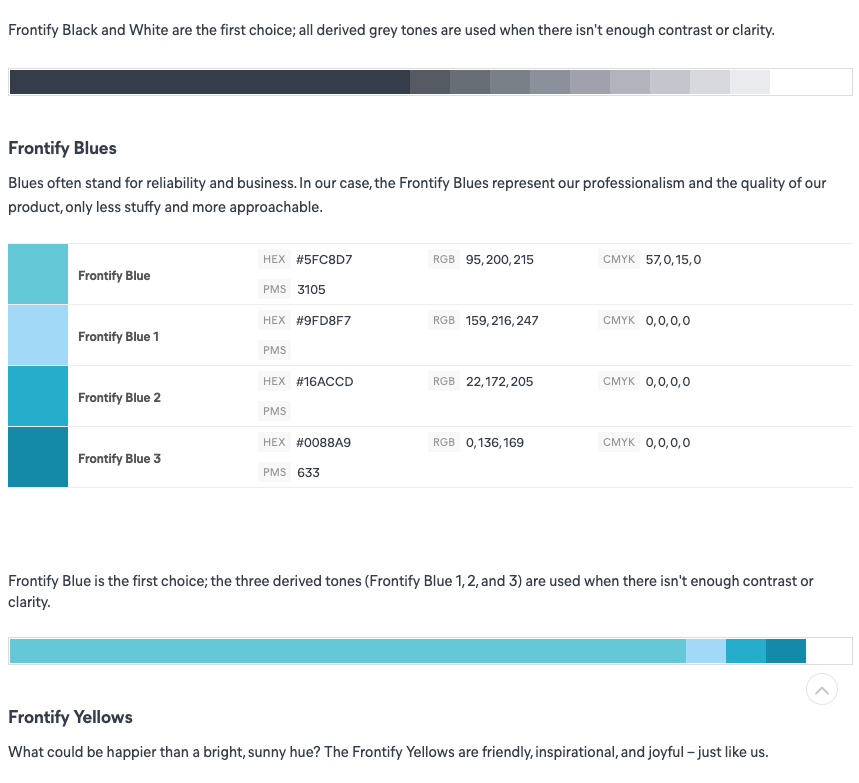 Frontify Black and White are the first choice; all derived grey tones are used when there isn't enough contrast or clarity.
Frontify Blues
Blues often stand for reliability and business. In our case, the Frontify Blues represent our professionalism and the quality of our
product, only less stuffy and more approachable.
Frontify Blue
HEX #5FC8D7 RGB 95, 200, 215 CMYK 57, 0, 15, 0
PMS 3105
Frontify Blue 1
HEX #9FD8F7 RGB 159, 216, 247 CMYK 0, 0, 0, 0
PMS
Frontify Blue 2
HEX #16ACCD RGB 22, 172, 205 CMYK 0, 0, 0, 0
PMS
Frontify Blue 3
HEX #0088A9 RGB 0, 136, 169 CMYK 0, 0, 0, 0
PMS 633
Frontify Blue is the first choice; the three derived tones (Frontify Blue 1, 2, and 3) are used when there isn't enough contrast or
clarity.
Frontify Yellows
What could be happier than a bright, sunny hue? The Frontify Yellows are friendly, inspirational, and joyful – just like us.